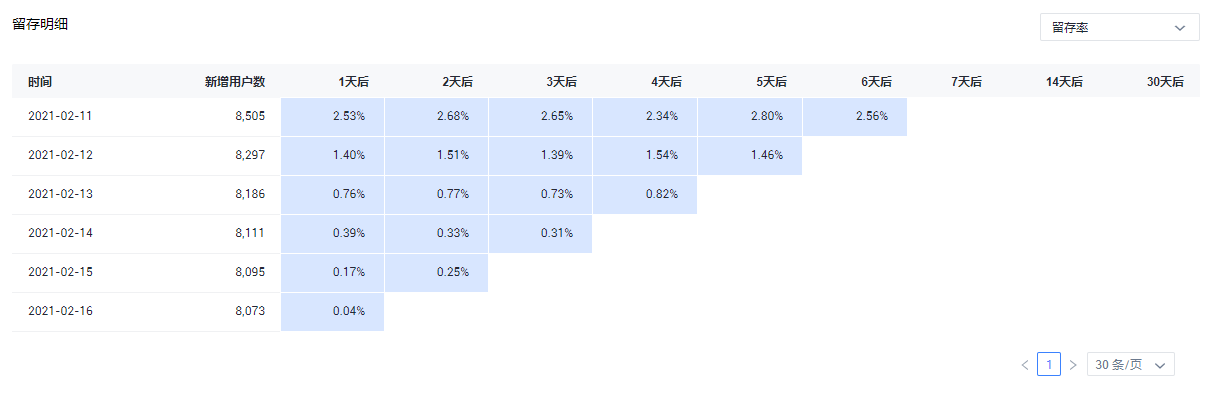 留存明细
留存率
时间 新增用户数 1天后 2天后 3天后 4天后 5天后 6天后 7天后 14天后 30天后
2021-02-11 8,505 2.53% 2.68% 2.65% 2.34% 2.80% 2.56%
2021-02-12 8,297 1.40% 1.51% 1.39% 1.54% 1.46%
2021-02-13 8,186 0.76% 0.77% 0.73% 0.82%
2021-02-14 8,111 0.39% 0.33% 0.31%
2021-02-15 8,095 0.17% 0.25%
2021-02-16 8,073 0.04%
1 30 条/页